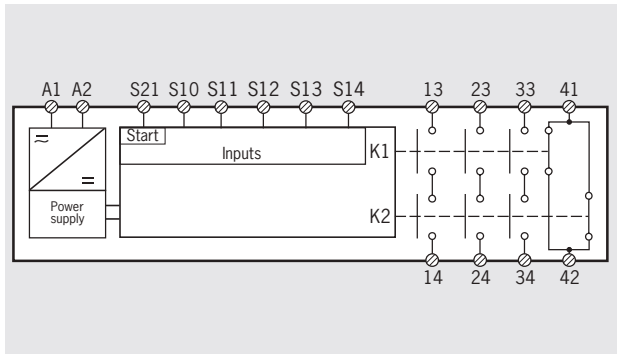 A1 A2 S21 S10 S11 S12 S13 S14 13 23 33 41
Start
Inputs
K1
Power
supply
K2
14 24 34 42